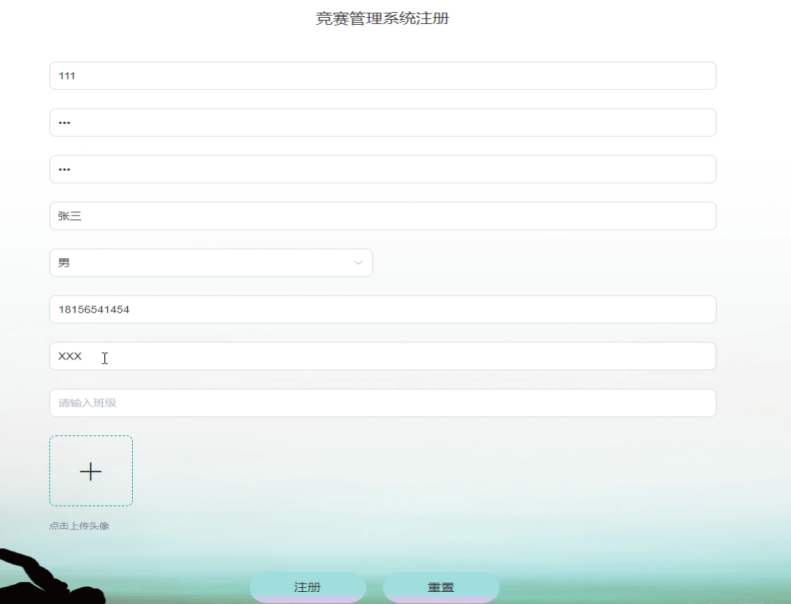 竞赛管理系统注册
111
•••
•••
张三
男
18156541454
XXX
请输入班级
点击上传头像
注册
重置